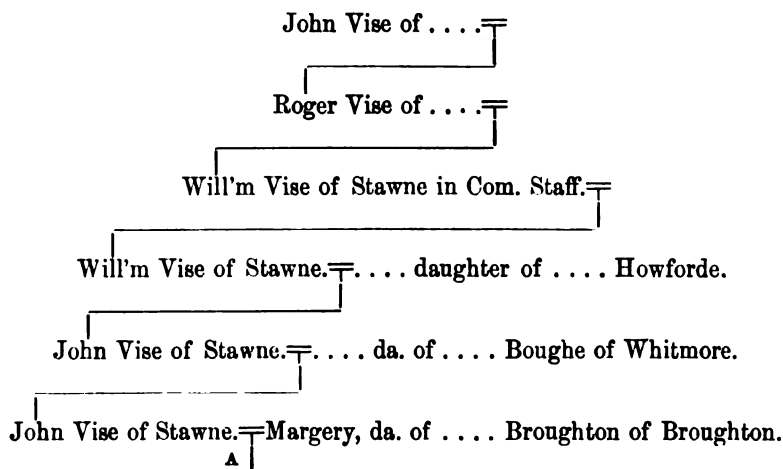 John Vise of . . . .
Roger Vise of . . . .
Will'm Vise of Stawne in Com. Staff.
Will'm Vise of Stawne. . . . . daughter of . . . . Howforde.
John Vise of Stawne. . . . . da. of . . . . Boughe of Whitmore.
John Vise of Stawne. Margery, da. of . . . . Broughton of Broughton.
A